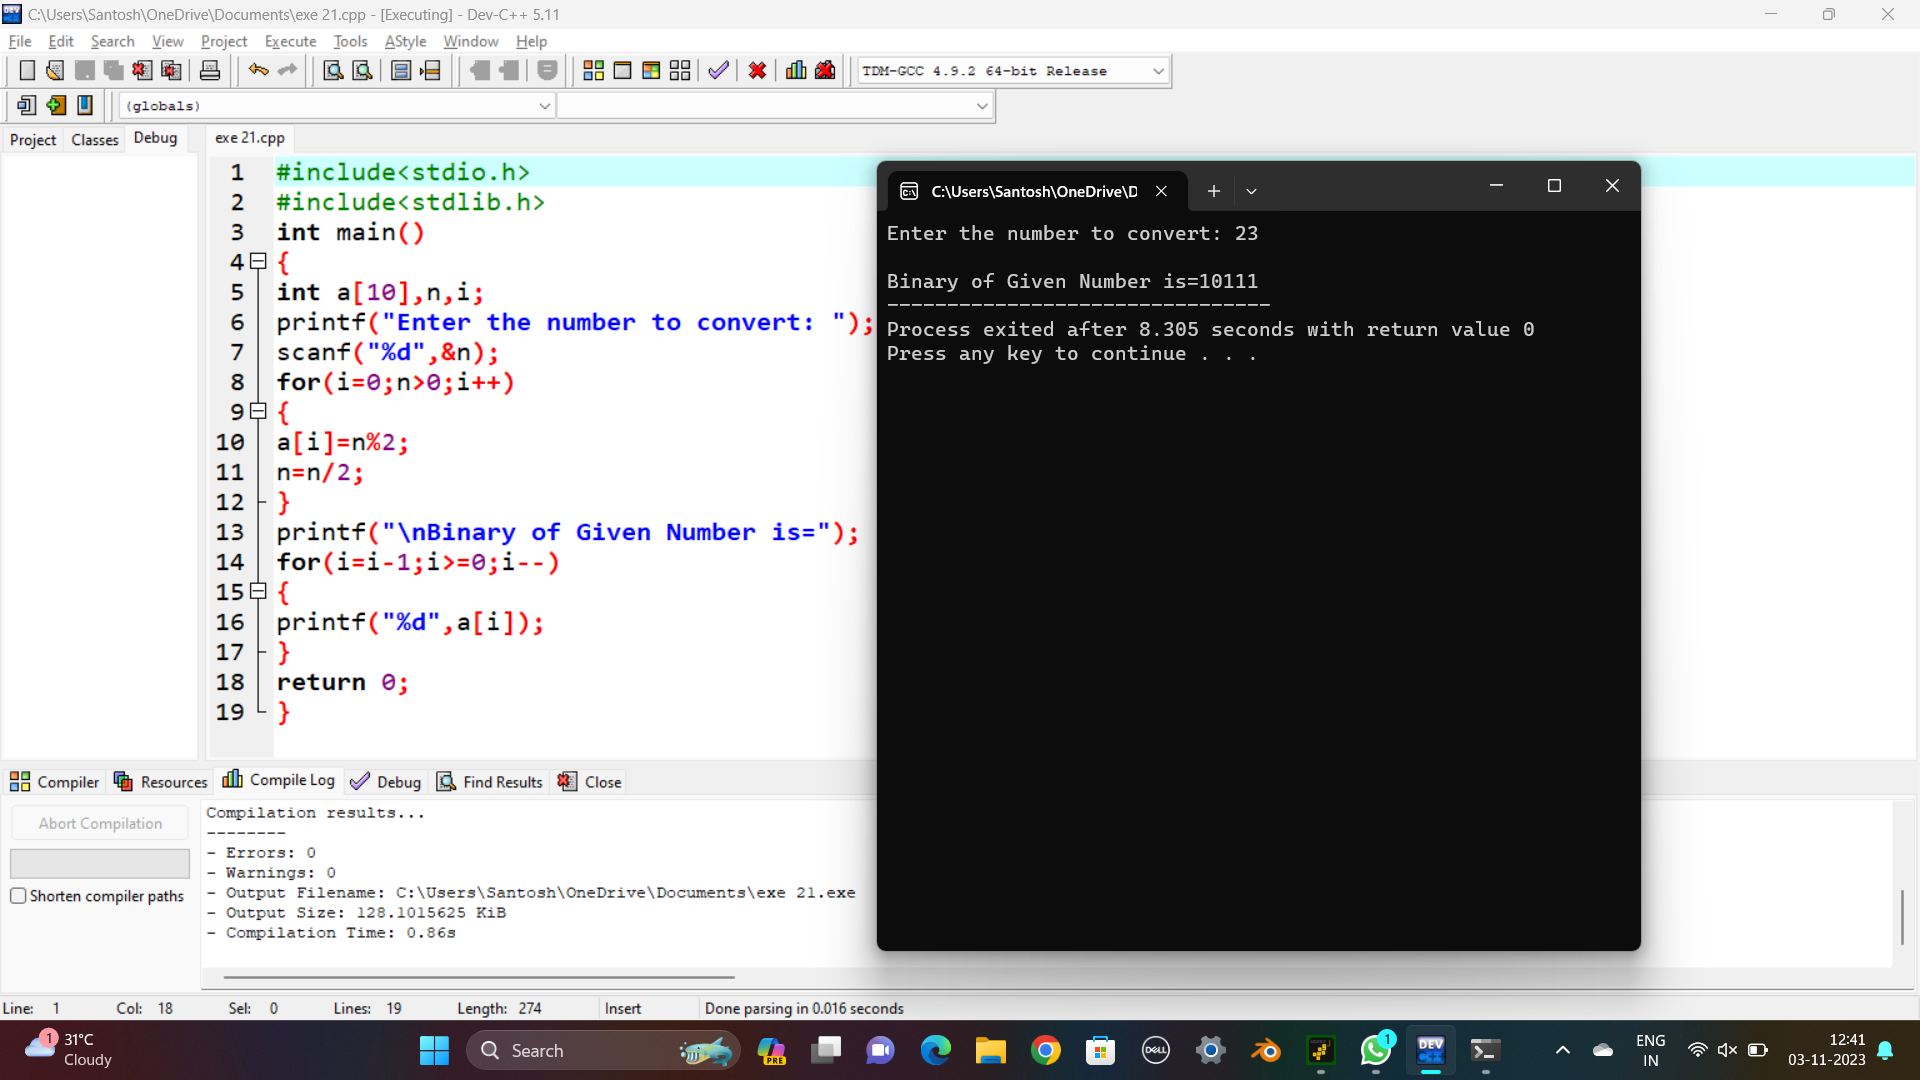 C:\Users\Santosh\OneDrive\Documents\exe 21.cpp - [Executing] - Dev-C++ 5.11
File Edit Search View Project Execute Tools AStyle Window Help
TDM-GCC 4.9.2 64-bit Release
(globals)
Project Classes Debug
exe 21.cpp
1 #include<stdio.h>
2 #include<stdlib.h>
3 int main()
4 {
5 int a[10],n,i;
6 printf("Enter the number to convert: ");
7 scanf("%d",&n);
8 for(i=0;n>0;i++)
9 {
10 a[i]=n%2;
11 n=n/2;
12 }
13 printf("\nBinary of Given Number is=");
14 for(i=i-1;i>=0;i--)
15 {
16 printf("%d",a[i]);
17 }
18 return 0;
19 }
C:\Users\Santosh\OneDrive\D
Enter the number to convert: 23
Binary of Given Number is=10111
--------------------------------
Process exited after 8.305 seconds with return value 0
Press any key to continue . . .
Compiler Resources Compile Log Debug Find Results Close
Abort Compilation
Shorten compiler paths
Compilation results...
--------
- Errors: 0
- Warnings: 0
- Output Filename: C:\Users\Santosh\OneDrive\Documents\exe 21.exe
- Output Size: 128.1015625 KiB
- Compilation Time: 0.86s
Line: 1 Col: 18 Sel: 0 Lines: 19 Length: 274 Insert Done parsing in 0.016 seconds
1
31°C
Cloudy
Search
PRE
DELL
1
DEV
C++
ENG
IN
12:41
03-11-2023